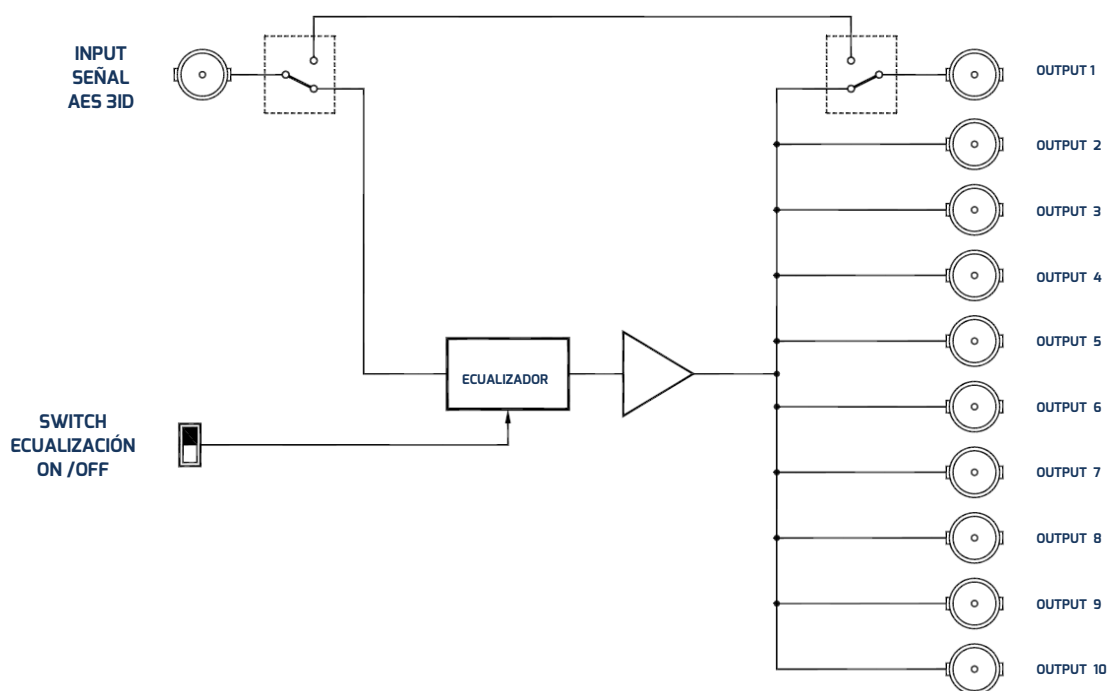 INPUT
SEÑAL
AES 3ID
OUTPUT 1
OUTPUT 2
OUTPUT 3
OUTPUT 4
OUTPUT 5
ECUALIZADOR
OUTPUT 6
SWITCH
ECUALIZACIÓN
ON /OFF
OUTPUT 7
OUTPUT 8
OUTPUT 9
OUTPUT 10